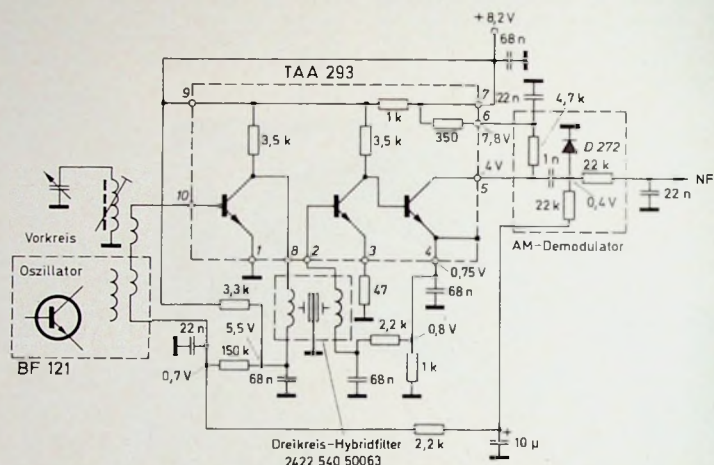 +8,2V
68 n
TAA 293
9
7
1k
22n
4,7k
6
350
7,8V
3,5k
3,5k
D 272
4V
1n
22 k
NF
5
10
22k
0,4V
22n
Vorkreis
AM-Demodulator
1
8
2
3
4
0,75V
Oszillator
47
68n
3,3k
22n
5,5V
2,2k
0,8V
BF 121
150k
1k
0,7V
68n
68n
Dreikreis-Hybridfilter
2422 540 50063
2,2k
+
10µ